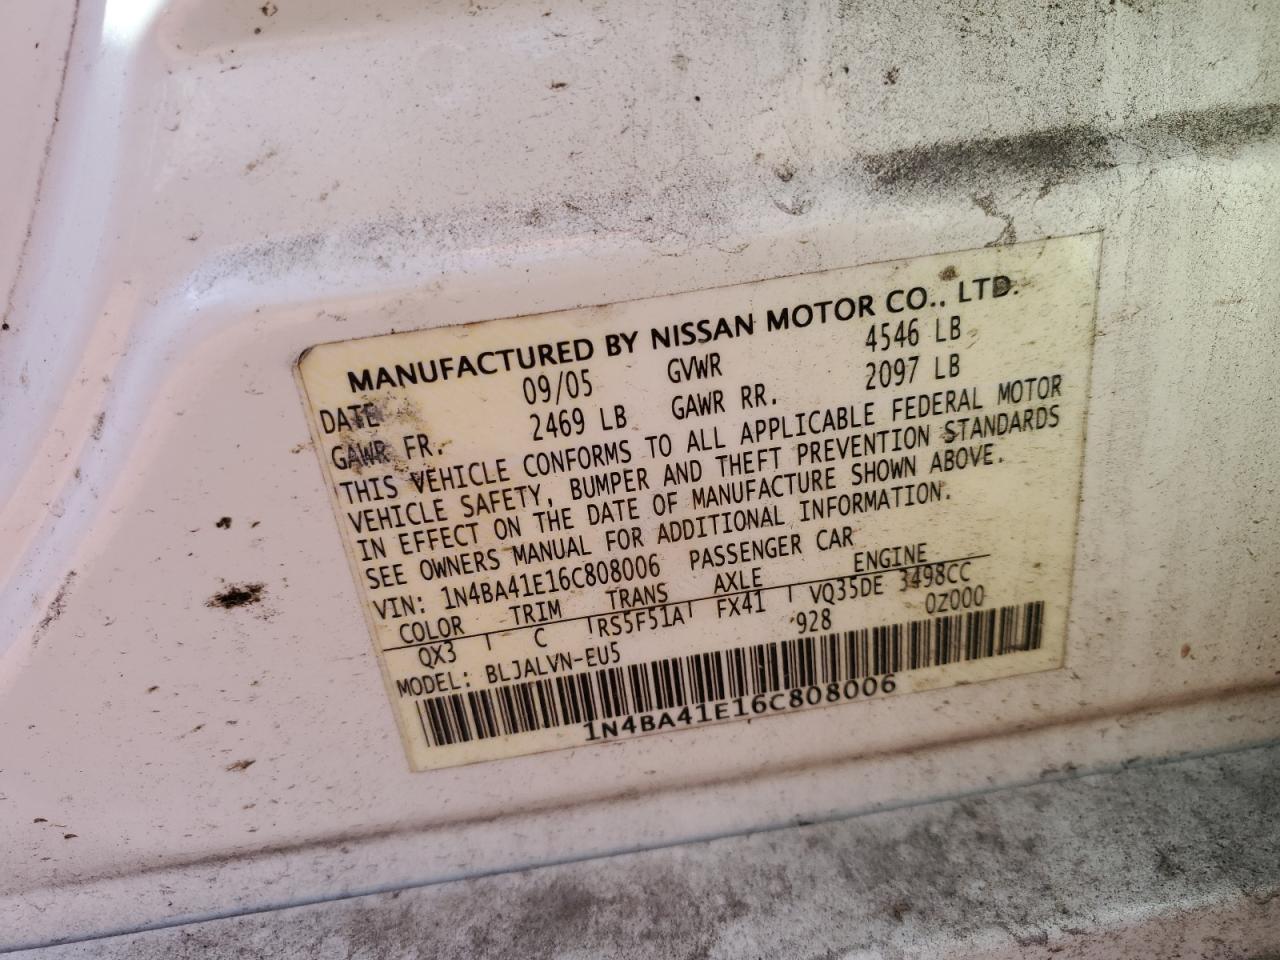 MANUFACTURED BY NISSAN MOTOR CO., LTD.
DATE 09/05 GVWR 4546 LB
GAWR FR. 2469 LB GAWR RR. 2097 LB
THIS VEHICLE CONFORMS TO ALL APPLICABLE FEDERAL MOTOR
VEHICLE SAFETY, BUMPER AND THEFT PREVENTION STANDARDS
IN EFFECT ON THE DATE OF MANUFACTURE SHOWN ABOVE.
SEE OWNERS MANUAL FOR ADDITIONAL INFORMATION.
VIN: 1N4BA41E16C808006 PASSENGER CAR
COLOR TRIM TRANS AXLE ENGINE
QX3 C RS5F51A FX41 VQ35DE 3498CC
MODEL: BLJALVN-EU5 928 0Z000
1N4BA41E16C808006